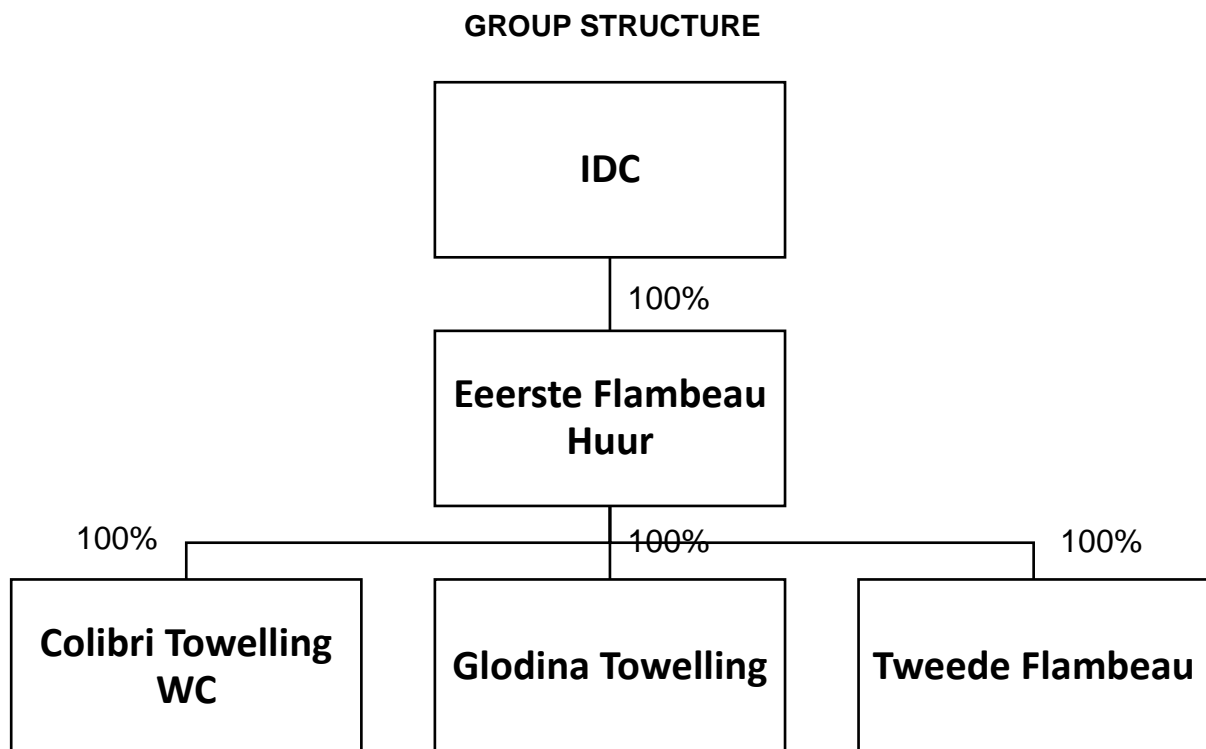 GROUP STRUCTURE
IDC
100%
Eeerste Flambeau
Huur
100%
100%
100%
Colibri Towelling
WC
Glodina Towelling
Tweede Flambeau